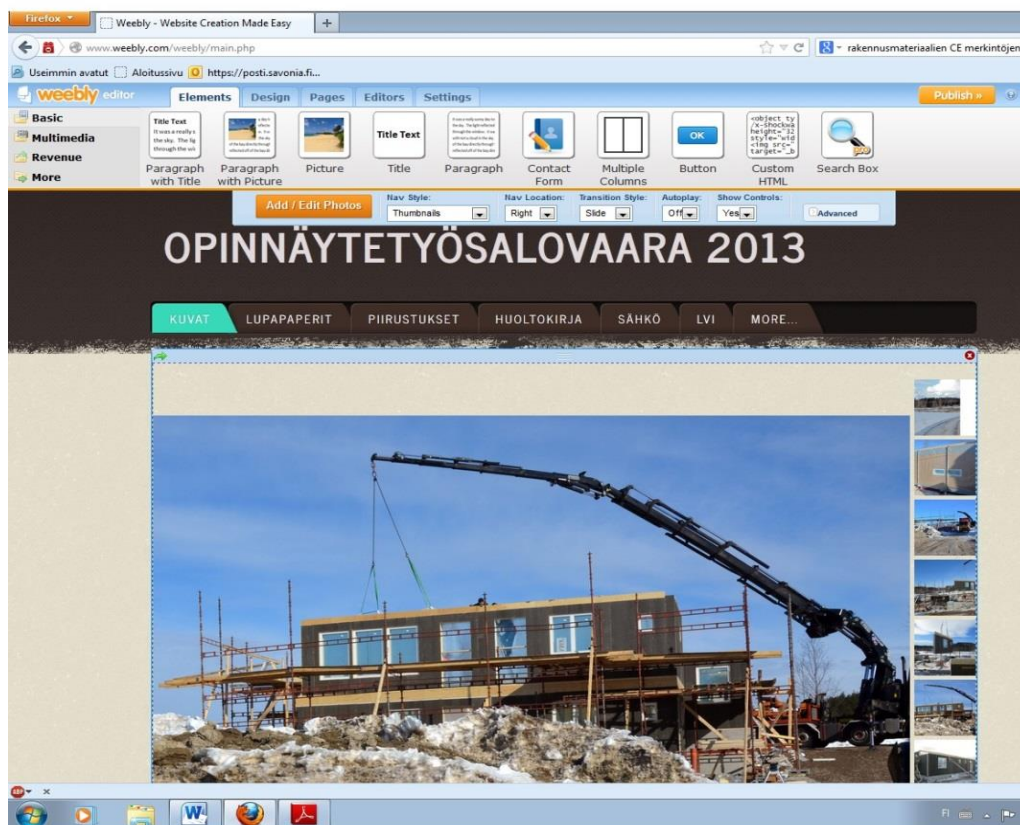 Firefox
Weebly - Website Creation Made Easy
www.weebly.com/weebly/main.php
rakennusmateriaalien CE merkintöjen
Useimmin avatut Aloitussivu https://posti.savonia.fi...
weebly editor
Elements Design Pages Editors Settings
Publish »
Basic
Multimedia
Revenue
More
Title Text
Title Text
OK
Paragraph with Title
Paragraph with Picture
Picture
Title
Paragraph
Contact Form
Multiple Columns
Button
Custom HTML
Search Box
Add / Edit Photos
Nav Style: Nav Location: Transition Style: Autoplay: Show Controls:
Thumbnails Right Slide Off Yes Advanced
OPINNÄYTETYÖSALOVAARA 2013
KUVAT LUPAPAPERIT PIIRUSTUKSET HUOLTOKIRJA SÄHKÖ LVI MORE...
FI